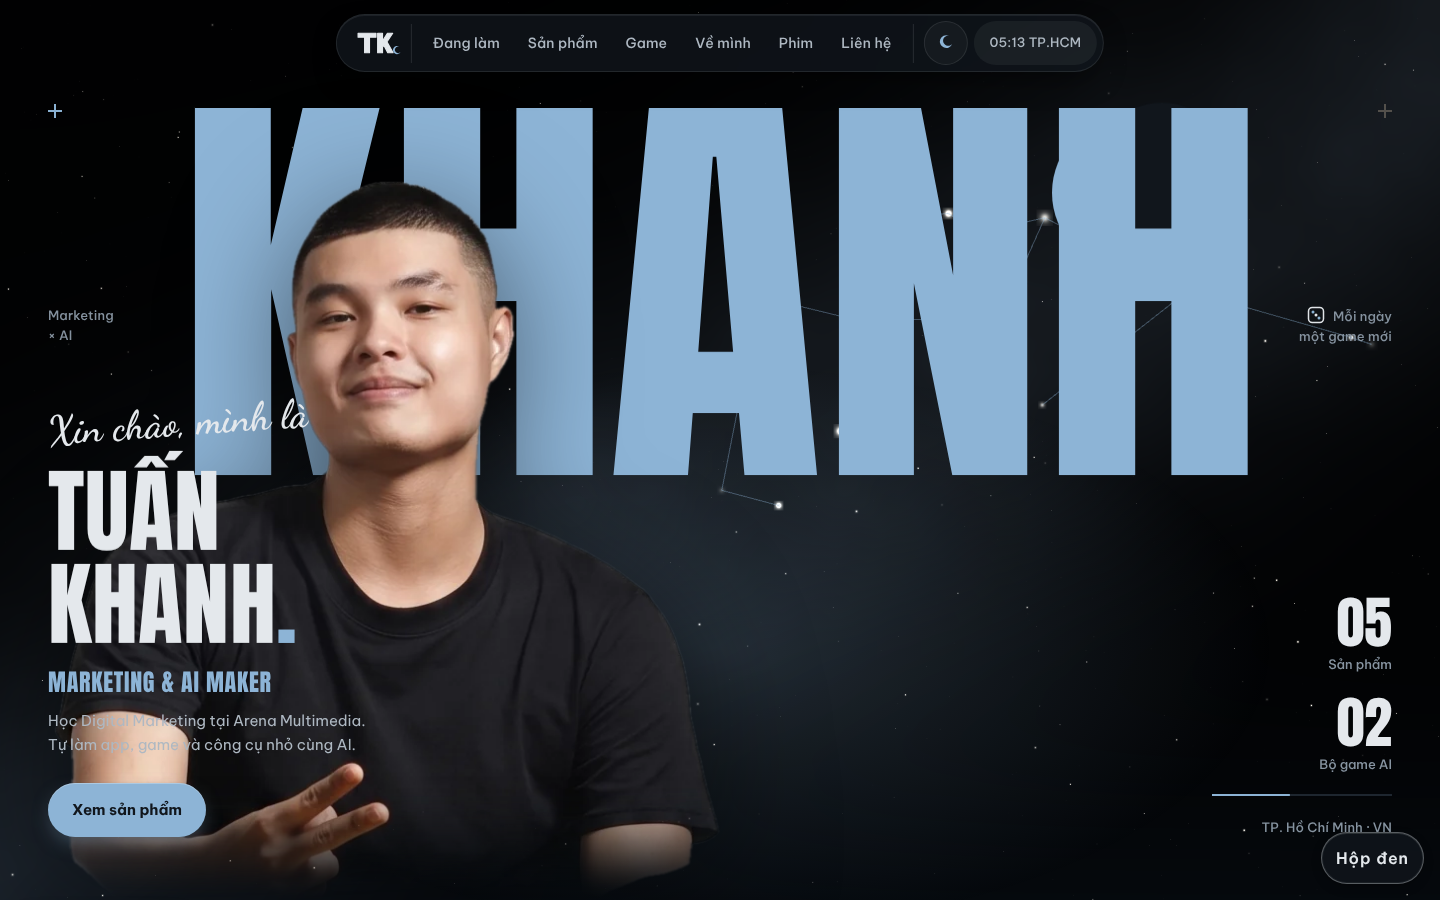 TK
Đang làm
Sản phẩm
Game
Về mình
Phim
Liên hệ
05:13 TP.HCM
KHANH
Marketing
× AI
Mỗi ngày
một game mới
Xin chào, mình là
TUẤN
KHANH.
MARKETING & AI MAKER
Học Digital Marketing tại Arena Multimedia.
Tự làm app, game và công cụ nhỏ cùng AI.
Xem sản phẩm
05
Sản phẩm
02
Bộ game AI
TP. Hồ Chí Minh · VN
Hộp đen